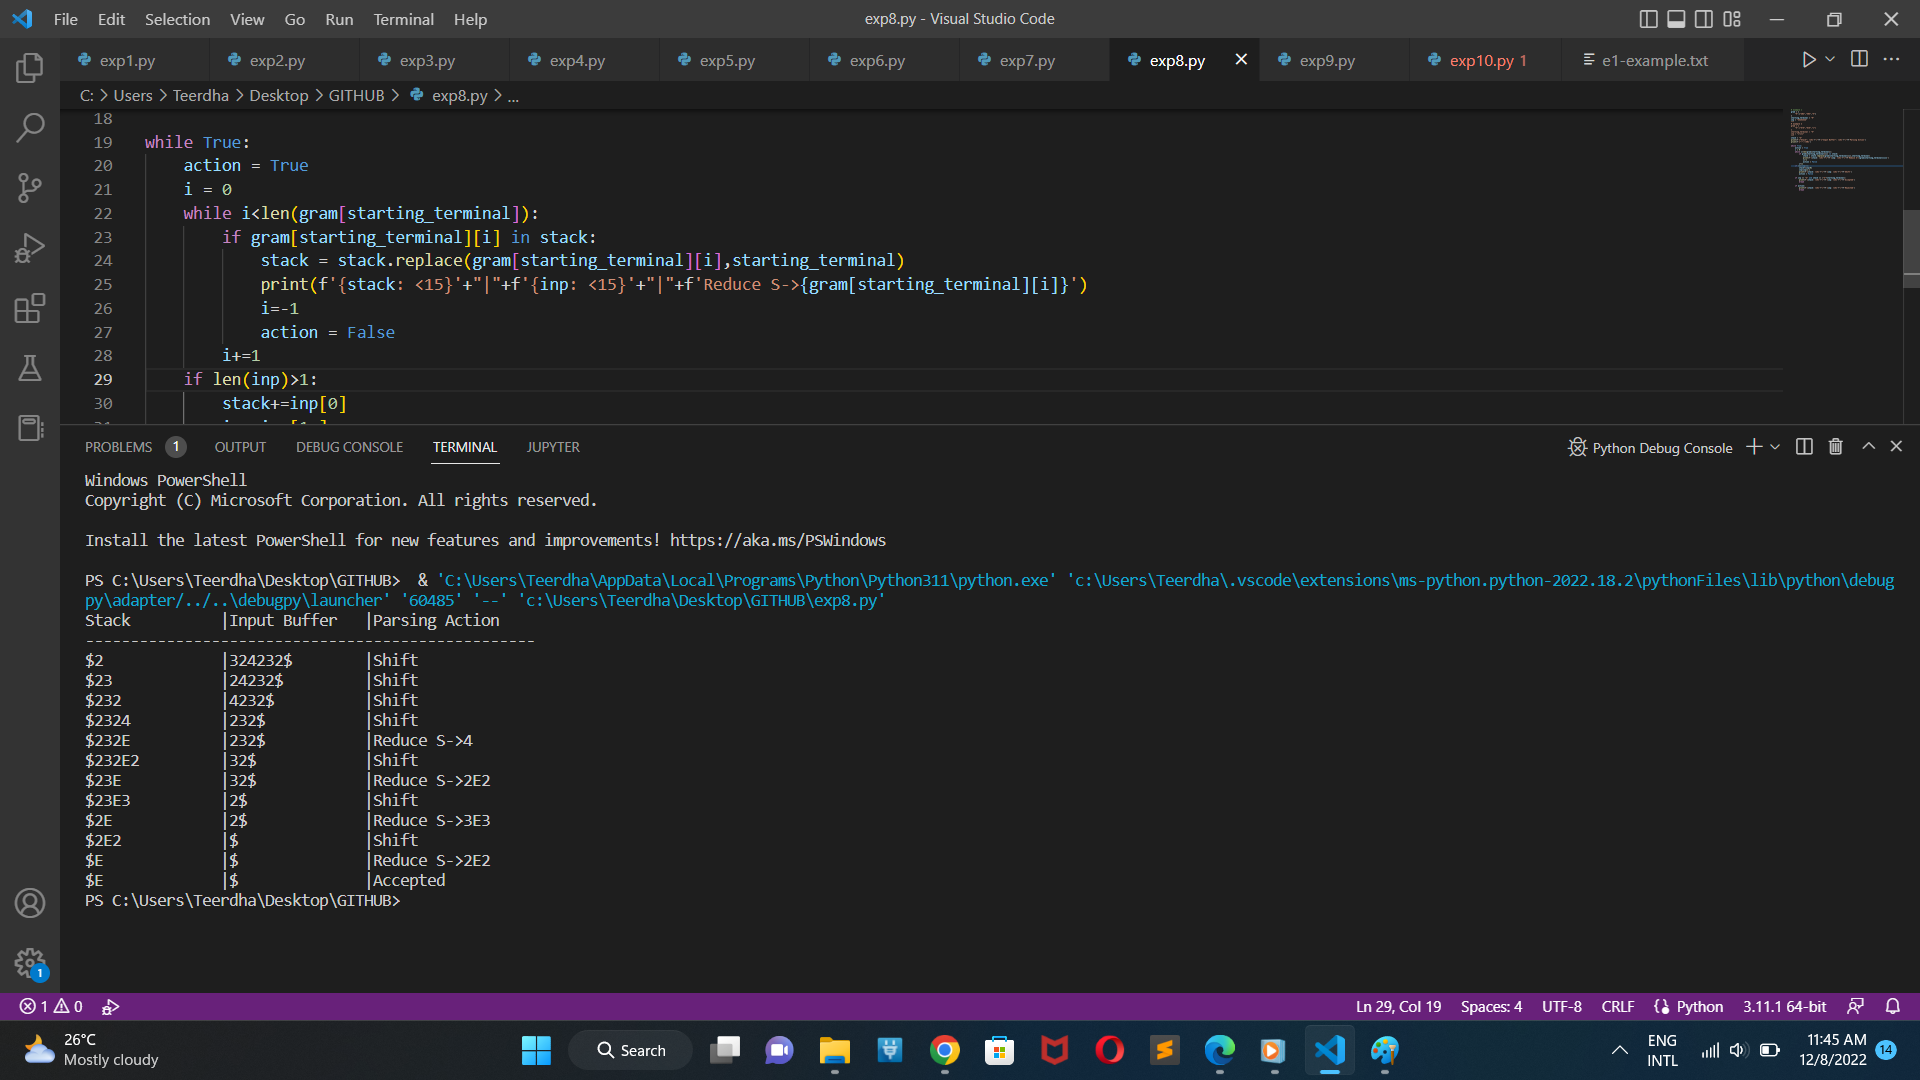 File Edit Selection View Go Run Terminal Help
exp8.py - Visual Studio Code
exp1.py exp2.py exp3.py exp4.py exp5.py exp6.py exp7.py exp8.py exp9.py exp10.py 1 e1-example.txt
C: > Users > Teerdha > Desktop > GITHUB > exp8.py > ...
18
19 while True:
20 action = True
21 i = 0
22 while i<len(gram[starting_terminal]):
23 if gram[starting_terminal][i] in stack:
24 stack = stack.replace(gram[starting_terminal][i],starting_terminal)
25 print(f'{stack: <15}'+"|"+f'{inp: <15}'+"|"+f'Reduce S->{gram[starting_terminal][i]}')
26 i=-1
27 action = False
28 i+=1
29 if len(inp)>1:
30 stack+=inp[0]
PROBLEMS 1 OUTPUT DEBUG CONSOLE TERMINAL JUPYTER
Python Debug Console
Windows PowerShell
Copyright (C) Microsoft Corporation. All rights reserved.
Install the latest PowerShell for new features and improvements! https://aka.ms/PSWindows
PS C:\Users\Teerdha\Desktop\GITHUB>  & 'C:\Users\Teerdha\AppData\Local\Programs\Python\Python311\python.exe' 'c:\Users\Teerdha\.vscode\extensions\ms-python.python-2022.18.2\pythonFiles\lib\python\debug
py\adapter/../..\debugpy\launcher' '60485' '--' 'c:\Users\Teerdha\Desktop\GITHUB\exp8.py'
Stack |Input Buffer |Parsing Action
--------------------------------------------------
$2 |324232$ |Shift
$23 |24232$ |Shift
$232 |4232$ |Shift
$2324 |232$ |Shift
$232E |232$ |Reduce S->4
$232E2 |32$ |Shift
$23E |32$ |Reduce S->2E2
$23E3 |2$ |Shift
$2E |2$ |Reduce S->3E3
$2E2 |$ |Shift
$E |$ |Reduce S->2E2
$E |$ |Accepted
PS C:\Users\Teerdha\Desktop\GITHUB>
1
1 0
Ln 29, Col 19 Spaces: 4 UTF-8 CRLF Python 3.11.1 64-bit
26°C
Mostly cloudy
Search
ENG
INTL
11:45 AM
12/8/2022
14